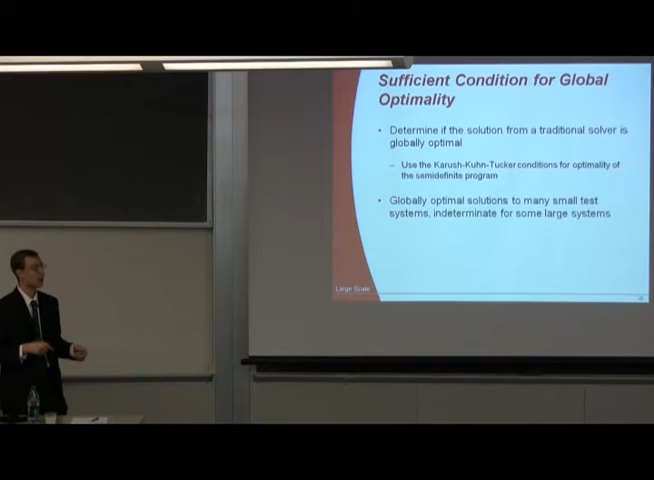 Sufficient Condition for Global
Optimality
• Determine if the solution from a traditional solver is
globally optimal
– Use the Karush-Kuhn-Tucker conditions for optimality of
the semidefinite program
• Globally optimal solutions to many small test
systems, indeterminate for some large systems
Large Scale